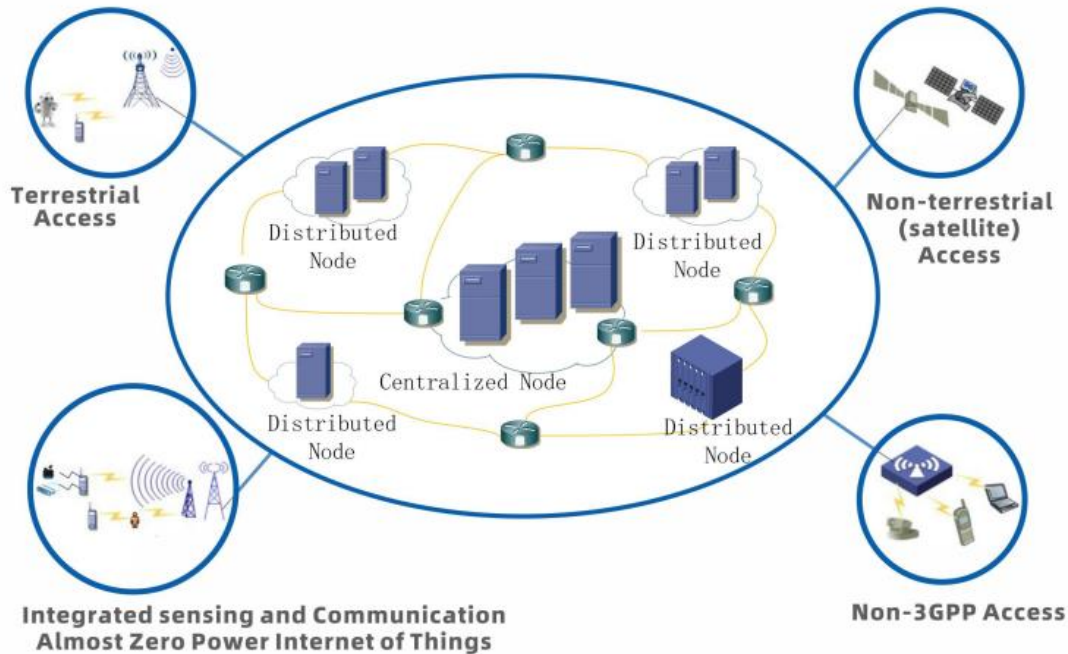 Terrestrial
Access
Non-terrestrial
(satellite)
Access
Distributed
Node
Distributed
Node
Centralized Node
Distributed
Node
Distributed
Node
Integrated sensing and Communication
Almost Zero Power Internet of Things
Non-3GPP Access